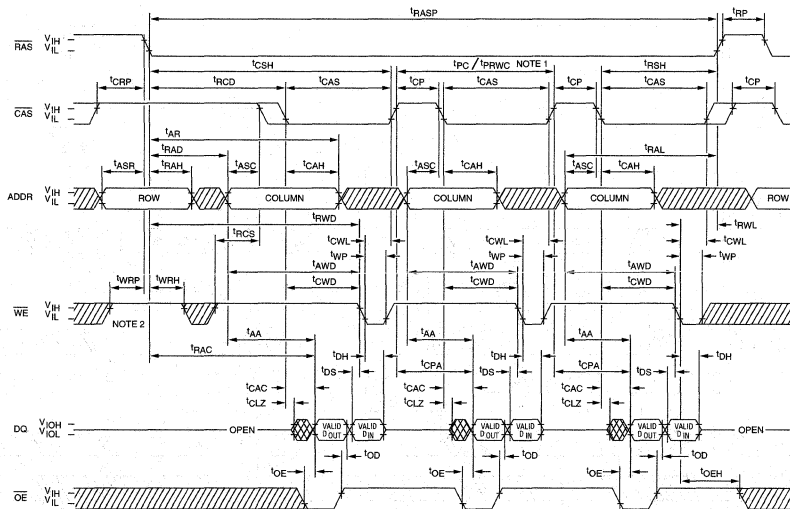 tRASP
tRP
RAS VIH
VIL
tCSH
tPC / tPRWC NOTE 1
tRSH
tCRP
tRCD
tCAS
tCP
tCAS
tCP
tCAS
tCP
CAS VIH
VIL
tAR
tRAD
tRAL
tASR
tRAH
tASC
tCAH
tASC
tCAH
tASC
tCAH
ADDR VIH
VIL
ROW
COLUMN
COLUMN
COLUMN
ROW
tRWD
tRWL
tRCS
tCWL
tCWL
tCWL
tWP
tWP
tWP
tWRP
tWRH
tAWD
tAWD
tAWD
tCWD
tCWD
tCWD
WE VIH
VIL
NOTE 2
tAA
tAA
tAA
tRAC
tDH
tDH
tDH
tCPA
tCPA
tDS
tDS
tDS
tCAC
tCAC
tCAC
tCLZ
tCLZ
tCLZ
DQ VIOH
VIOL
OPEN
VALID DOUT
VALID DIN
VALID DOUT
VALID DIN
VALID DOUT
VALID DIN
OPEN
tOD
tOD
tOD
tOE
tOE
tOE
tOEH
OE VIH
VIL